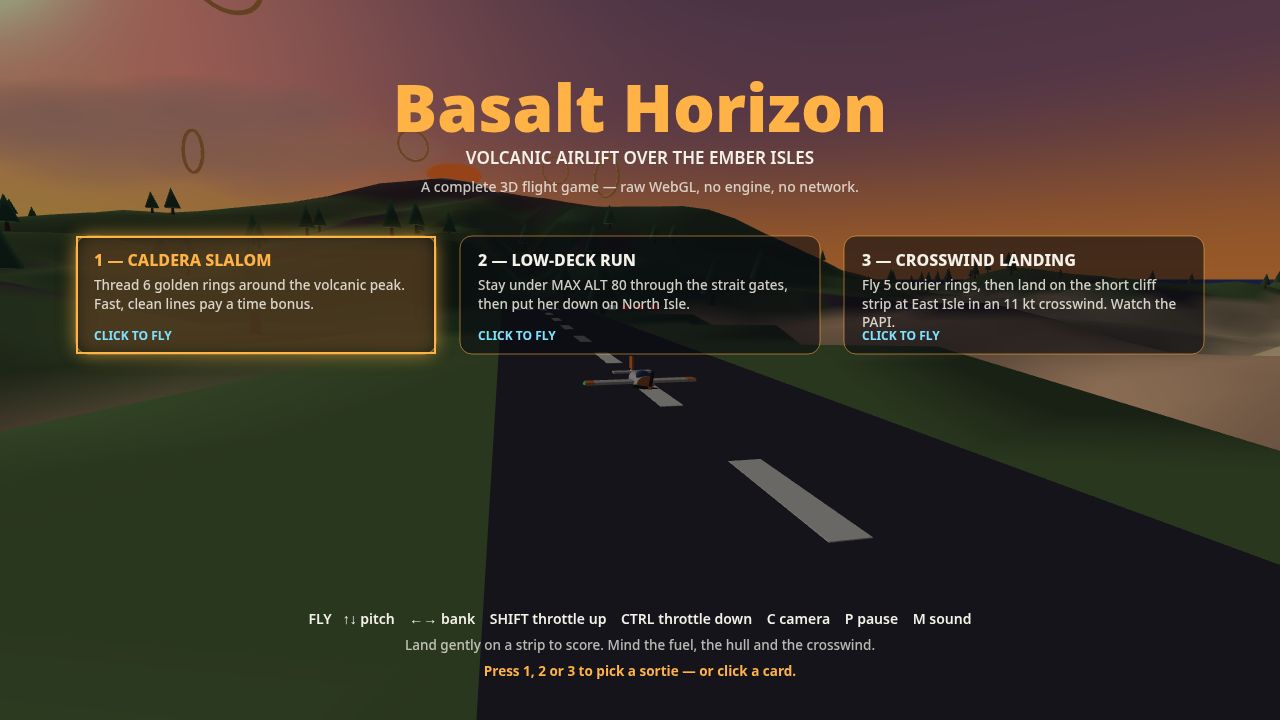 Basalt Horizon
VOLCANIC AIRLIFT OVER THE EMBER ISLES
A complete 3D flight game — raw WebGL, no engine, no network.
1 — CALDERA SLALOM
Thread 6 golden rings around the volcanic peak.
Fast, clean lines pay a time bonus.
CLICK TO FLY
2 — LOW-DECK RUN
Stay under MAX ALT 80 through the strait gates,
then put her down on North Isle.
CLICK TO FLY
3 — CROSSWIND LANDING
Fly 5 courier rings, then land on the short cliff
strip at East Isle in an 11 kt crosswind. Watch the
PAPI.
CLICK TO FLY
FLY ↑↓ pitch ←→ bank SHIFT throttle up CTRL throttle down C camera P pause M sound
Land gently on a strip to score. Mind the fuel, the hull and the crosswind.
Press 1, 2 or 3 to pick a sortie — or click a card.